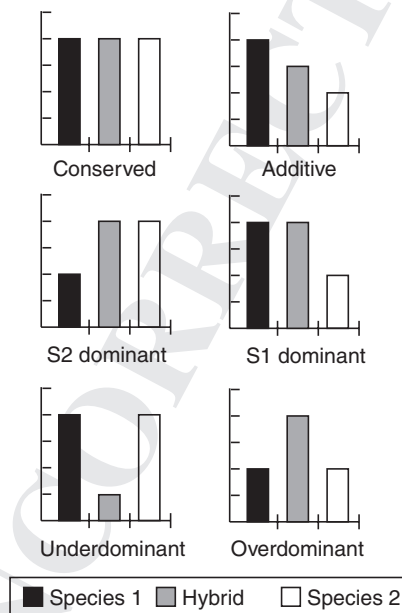 Conserved Additive
S2 dominant S1 dominant
Underdominant Overdominant
Species 1 Hybrid Species 2